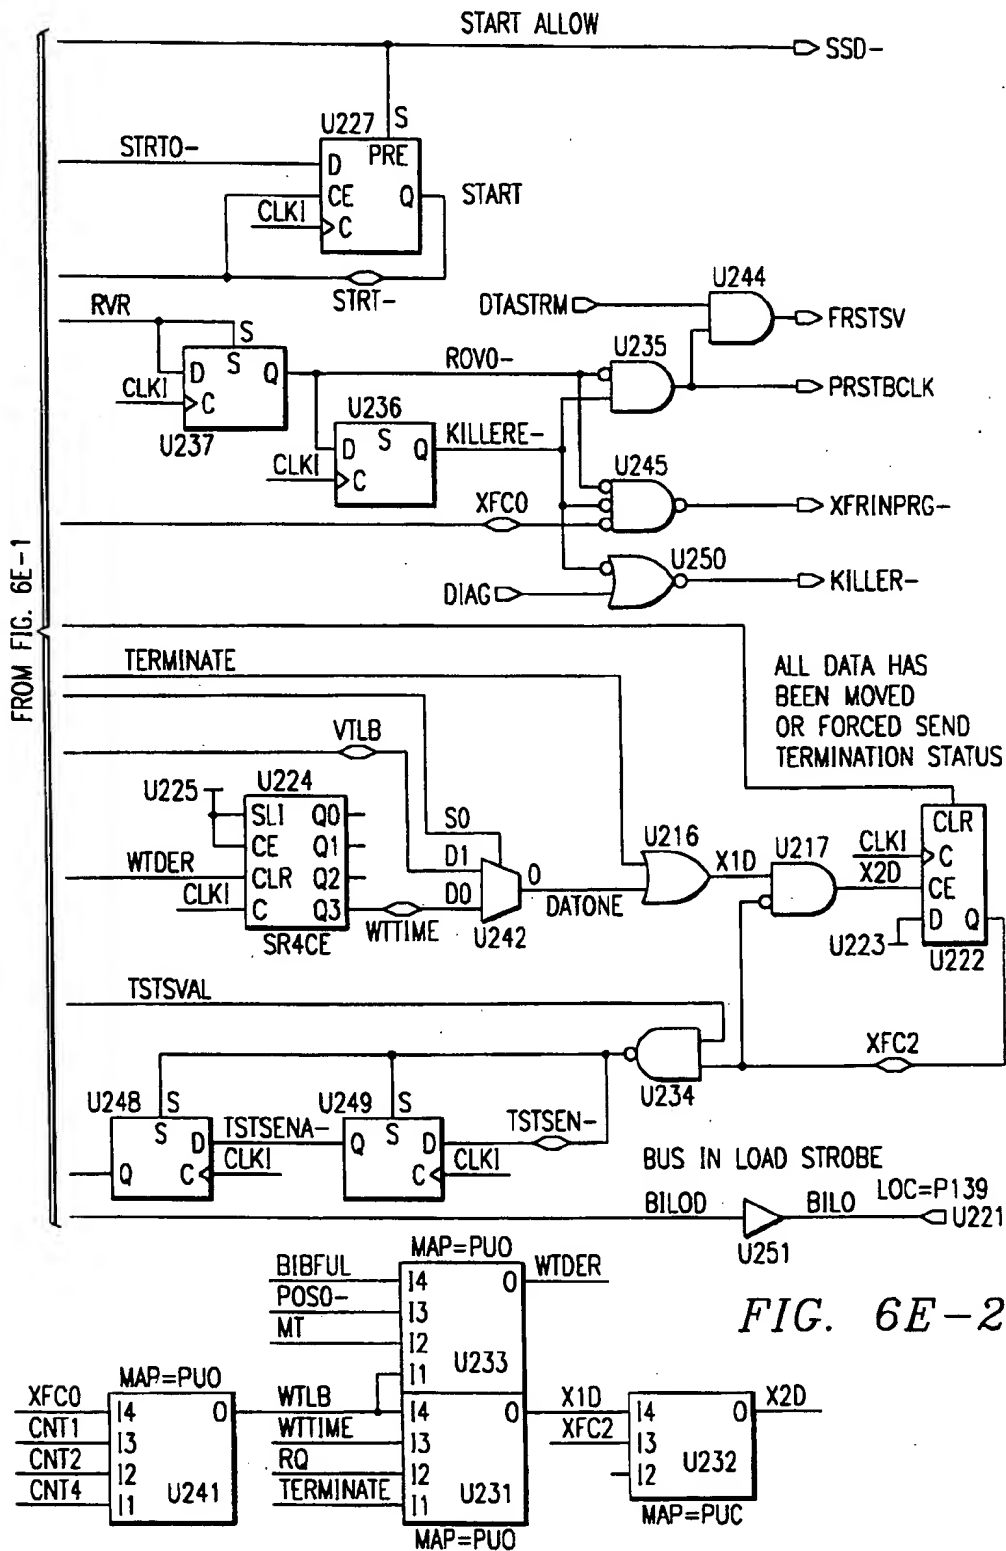 START ALLOW
SSD-
U227
S
STRTO-
D
PRE
CE
Q
START
CLKI
C
STRT-
U244
RVR
S
DTASTRM
FRSTSV
U235
D
S
Q
ROVO-
CLKI
C
PRSTBCLK
U237
U236
D
S
Q
KILLERE-
CLKI
C
U245
XFC0
XFRINPRG-
U250
DIAG
KILLER-
FROM FIG. 6E-1
TERMINATE
ALL DATA HAS
BEEN MOVED
OR FORCED SEND
TERMINATION STATUS
VTLB
U225
U224
SLI
Q0
CE
Q1
WTDER
CLR
Q2
CLKI
C
Q3
SR4CE
WTTIME
S0
D1
D0
O
U242
DATONE
U216
X1D
U217
X2D
CLKI
CLR
C
CE
D
Q
U223
U222
TSTSVAL
XFC2
U234
U248
S
U249
S
TSTSEN-
S
D
TSTSENA-
Q
S
D
Q
C
CLKI
C
CLKI
BUS IN LOAD STROBE
LOC=P139
BILOD
BILO
U221
U251
MAP=PUO
BIBFUL
I4
O
WTDER
POSO-
I3
MT
I2
I1
U233
FIG. 6E-2
MAP=PUO
XFC0
I4
O
WTLB
I4
O
X1D
I4
O
X2D
CNT1
I3
WTTIME
I3
XFC2
I3
CNT2
I2
RQ
I2
I2
U232
CNT4
I1
U241
TERMINATE
I1
U231
MAP=PUC
MAP=PUO